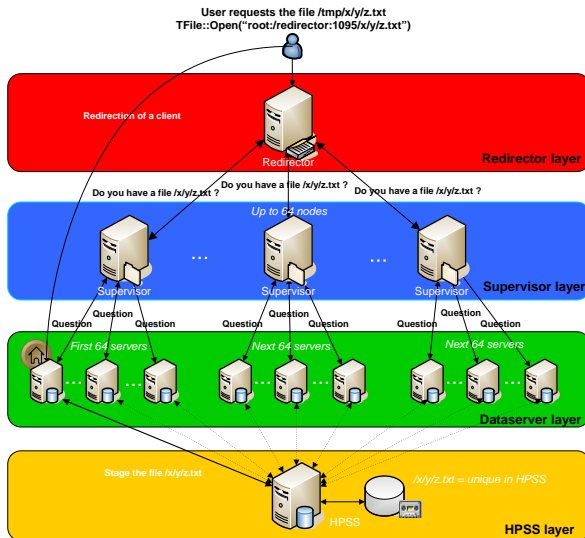 User requests the file /tmp/x/y/z.txt
TFile::Open(“root:/redirector:1095/x/y/z.txt”)
Redirection of a client
Redirector
Redirector layer
Do you have a file /x/y/z.txt ?
Do you have a file /x/y/z.txt ?
Do you have a file /x/y/z.txt ?
Up to 64 nodes
...
...
Supervisor
Supervisor
Supervisor
Supervisor layer
Question
Question
Question
Question
Question
Question
Question
Question
Question
First 64 servers
Next 64 servers
Next 64 servers
...
...
...
...
...
...
Dataserver layer
Stage the file /x/y/z.txt
/x/y/z.txt = unique in HPSS
HPSS
HPSS layer